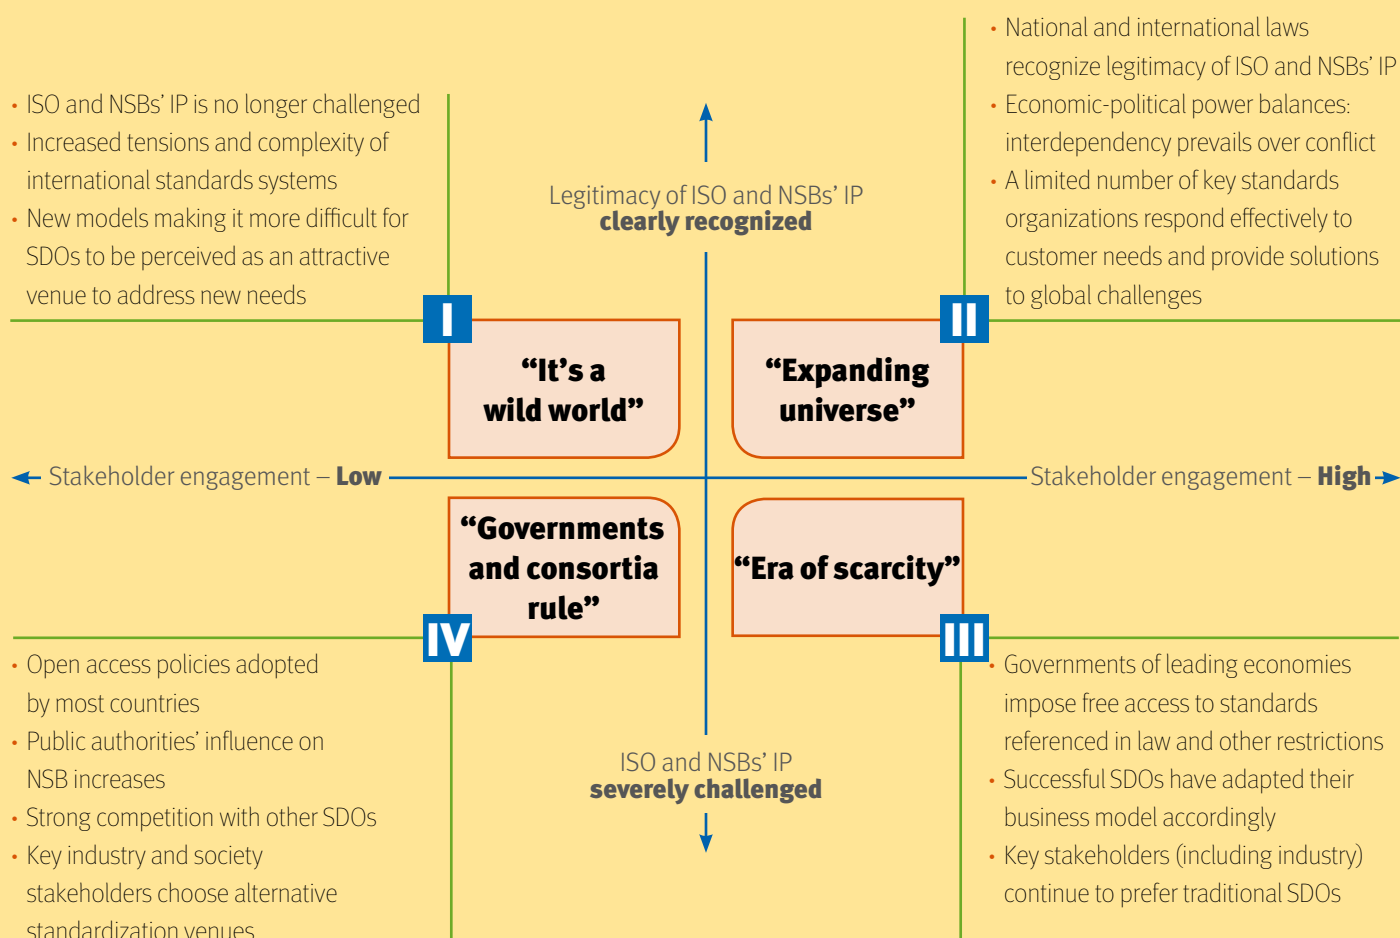 • ISO and NSBs’ IP is no longer challenged
• Increased tensions and complexity of
international standards systems
• New models making it more difficult for
SDOs to be perceived as an attractive
venue to address new needs
Legitimacy of ISO and NSBs’ IP
clearly recognized
• National and international laws
recognize legitimacy of ISO and NSBs’ IP
• Economic-political power balances:
interdependency prevails over conflict
• A limited number of key standards
organizations respond effectively to
customer needs and provide solutions
to global challenges
I
“It’s a
wild world”
II
“Expanding
universe”
Stakeholder engagement – Low
Stakeholder engagement – High
“Governments
and consortia
rule”
IV
“Era of scarcity”
III
• Open access policies adopted
by most countries
• Public authorities’ influence on
NSB increases
• Strong competition with other SDOs
• Key industry and society
stakeholders choose alternative
standardization venues
ISO and NSBs’ IP
severely challenged
• Governments of leading economies
impose free access to standards
referenced in law and other restrictions
• Successful SDOs have adapted their
business model accordingly
• Key stakeholders (including industry)
continue to prefer traditional SDOs